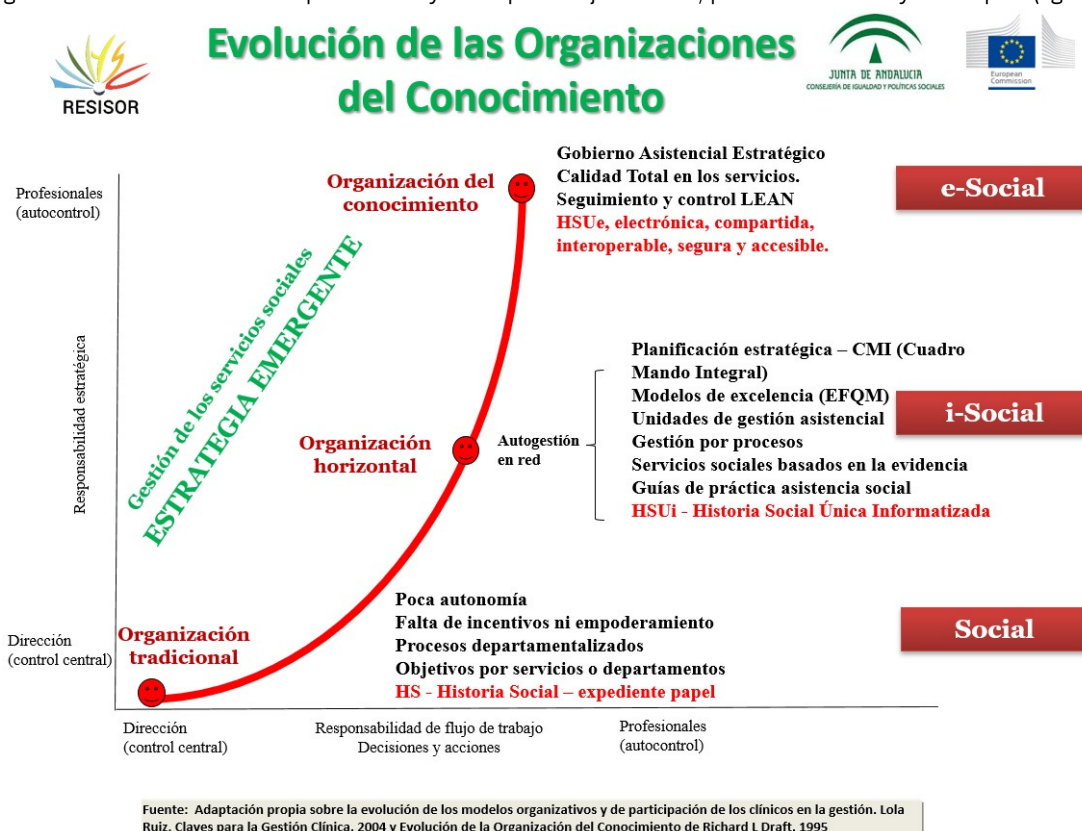 Evolución de las Organizaciones
del Conocimiento
RESISOR
JUNTA DE ANDALUCIA
CONSEJERÍA DE IGUALDAD Y POLÍTICAS SOCIALES
European
Commission
Profesionales
(autocontrol)
Organización del
conocimiento
Gobierno Asistencial Estratégico
Calidad Total en los servicios.
Seguimiento y control LEAN
HSUe, electrónica, compartida,
interoperable, segura y accesible.
e-Social
Gestión de los servicios sociales
ESTRATEGIA EMERGENTE
Responsabilidad estratégica
Organización
horizontal
Autogestión
en red
Planificación estratégica – CMI (Cuadro
Mando Integral)
Modelos de excelencia (EFQM)
Unidades de gestión asistencial
Gestión por procesos
Servicios sociales basados en la evidencia
Guías de práctica asistencia social
HSUi - Historia Social Única Informatizada
i-Social
Dirección
(control central)
Organización
tradicional
Poca autonomía
Falta de incentivos ni empoderamiento
Procesos departamentalizados
Objetivos por servicios o departamentos
HS - Historia Social – expediente papel
Social
Dirección
(control central)
Responsabilidad de flujo de trabajo
Decisiones y acciones
Profesionales
(autocontrol)
Fuente: Adaptación propia sobre la evolución de los modelos organizativos y de participación de los clínicos en la gestión. Lola
Ruiz. Claves para la Gestión Clínica. 2004 y Evolución de la Organización del Conocimiento de Richard L Draft. 1995